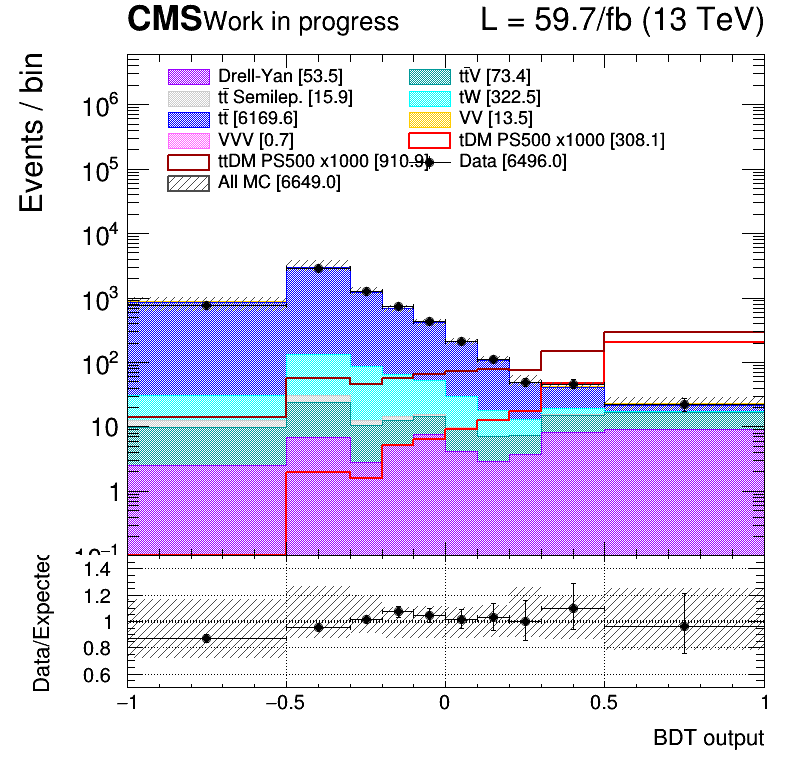 CMS Work in progress L = 59.7/fb (13 TeV)
Events / bin
Drell-Yan [53.5]
tt̄V [73.4]
tt̄ Semilep. [15.9]
tW [322.5]
tt̄ [6169.6]
VV [13.5]
VVV [0.7]
tDM PS500 x1000 [308.1]
ttDM PS500 x1000 [910.9]
Data [6496.0]
All MC [6649.0]
10⁶
10⁵
10⁴
10³
10²
10
1
10⁻¹
Data/Expected
1.4
1.2
1
0.8
0.6
−1 −0.5 0 0.5 1
BDT output